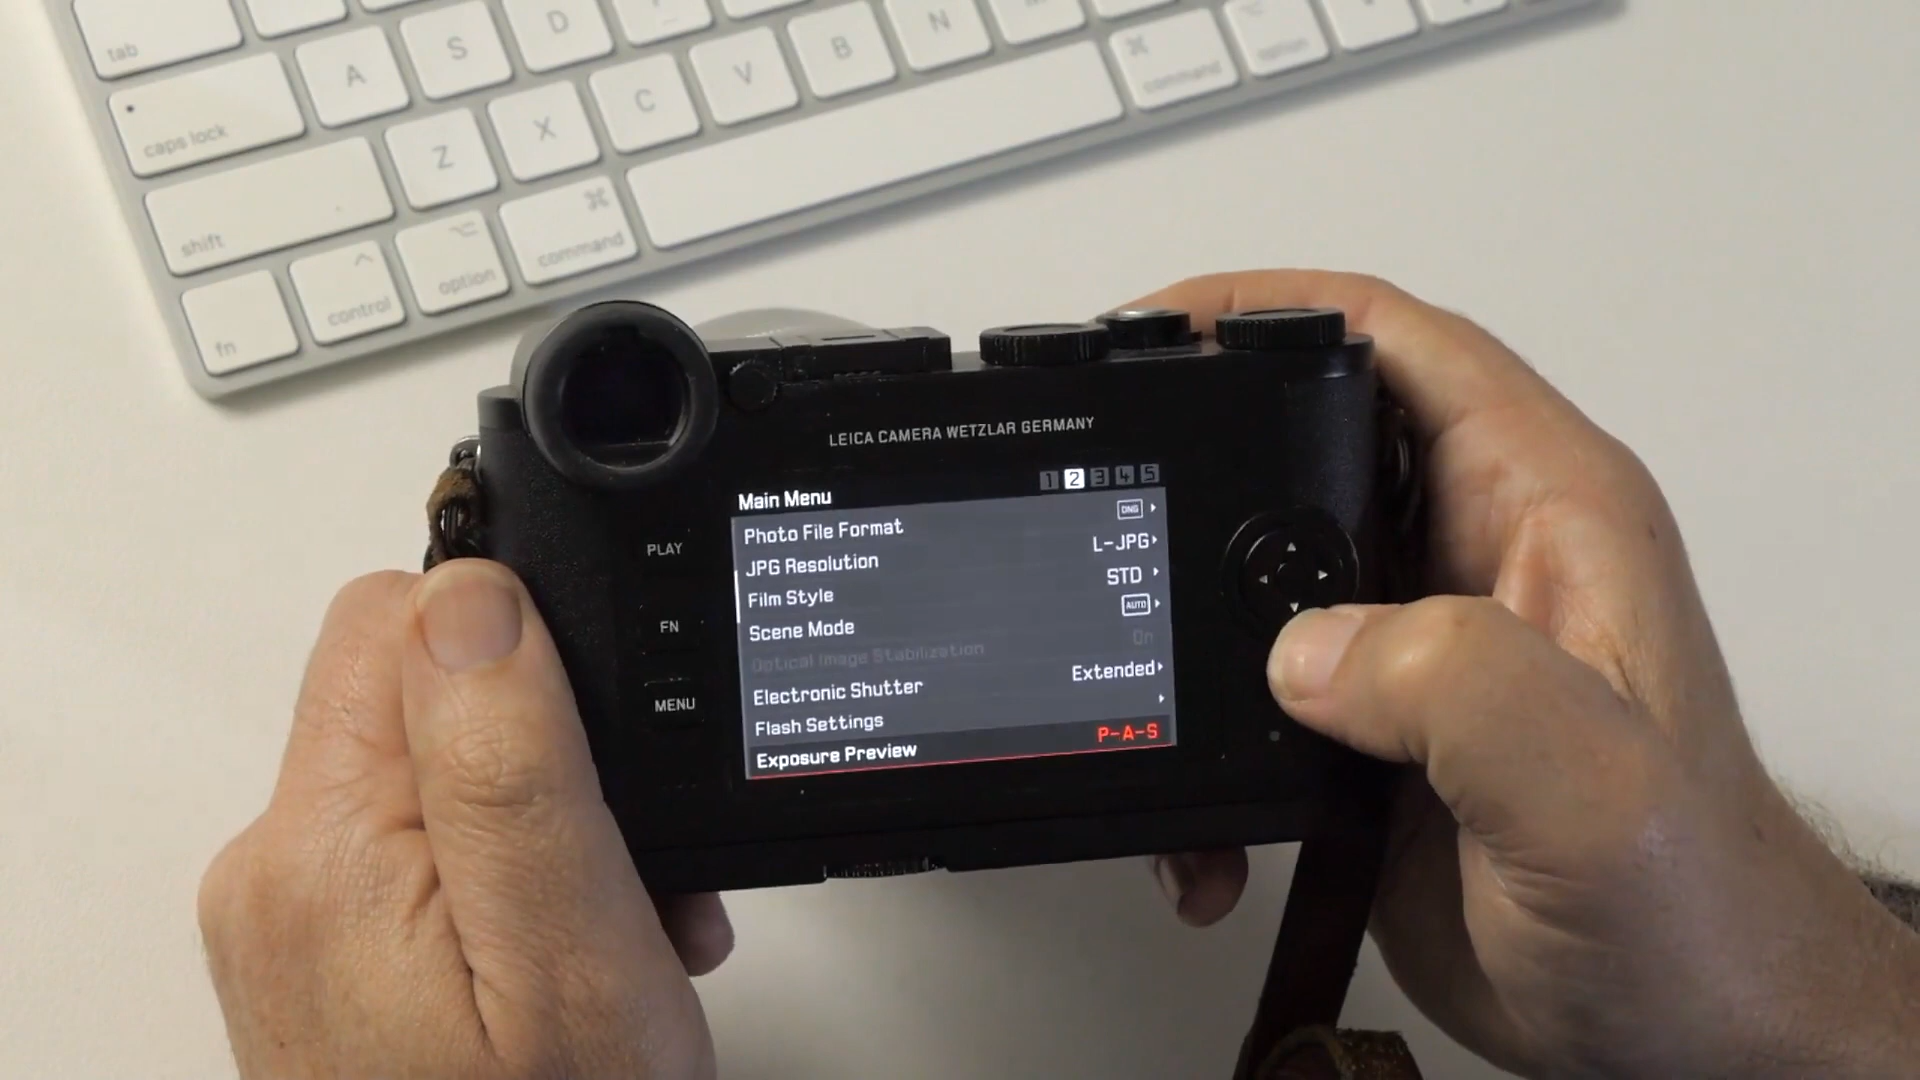 tab
A S D
caps lock
Z X C V B N
command
option
shift
command
option
control
fn
LEICA CAMERA WETZLAR GERMANY
1 2 3 4 5
Main Menu
Photo File Format DNG
JPG Resolution L-JPG
Film Style STD
Scene Mode AUTO
Optical Image Stabilization On
Electronic Shutter Extended
Flash Settings
Exposure Preview P-A-S
PLAY
FN
MENU